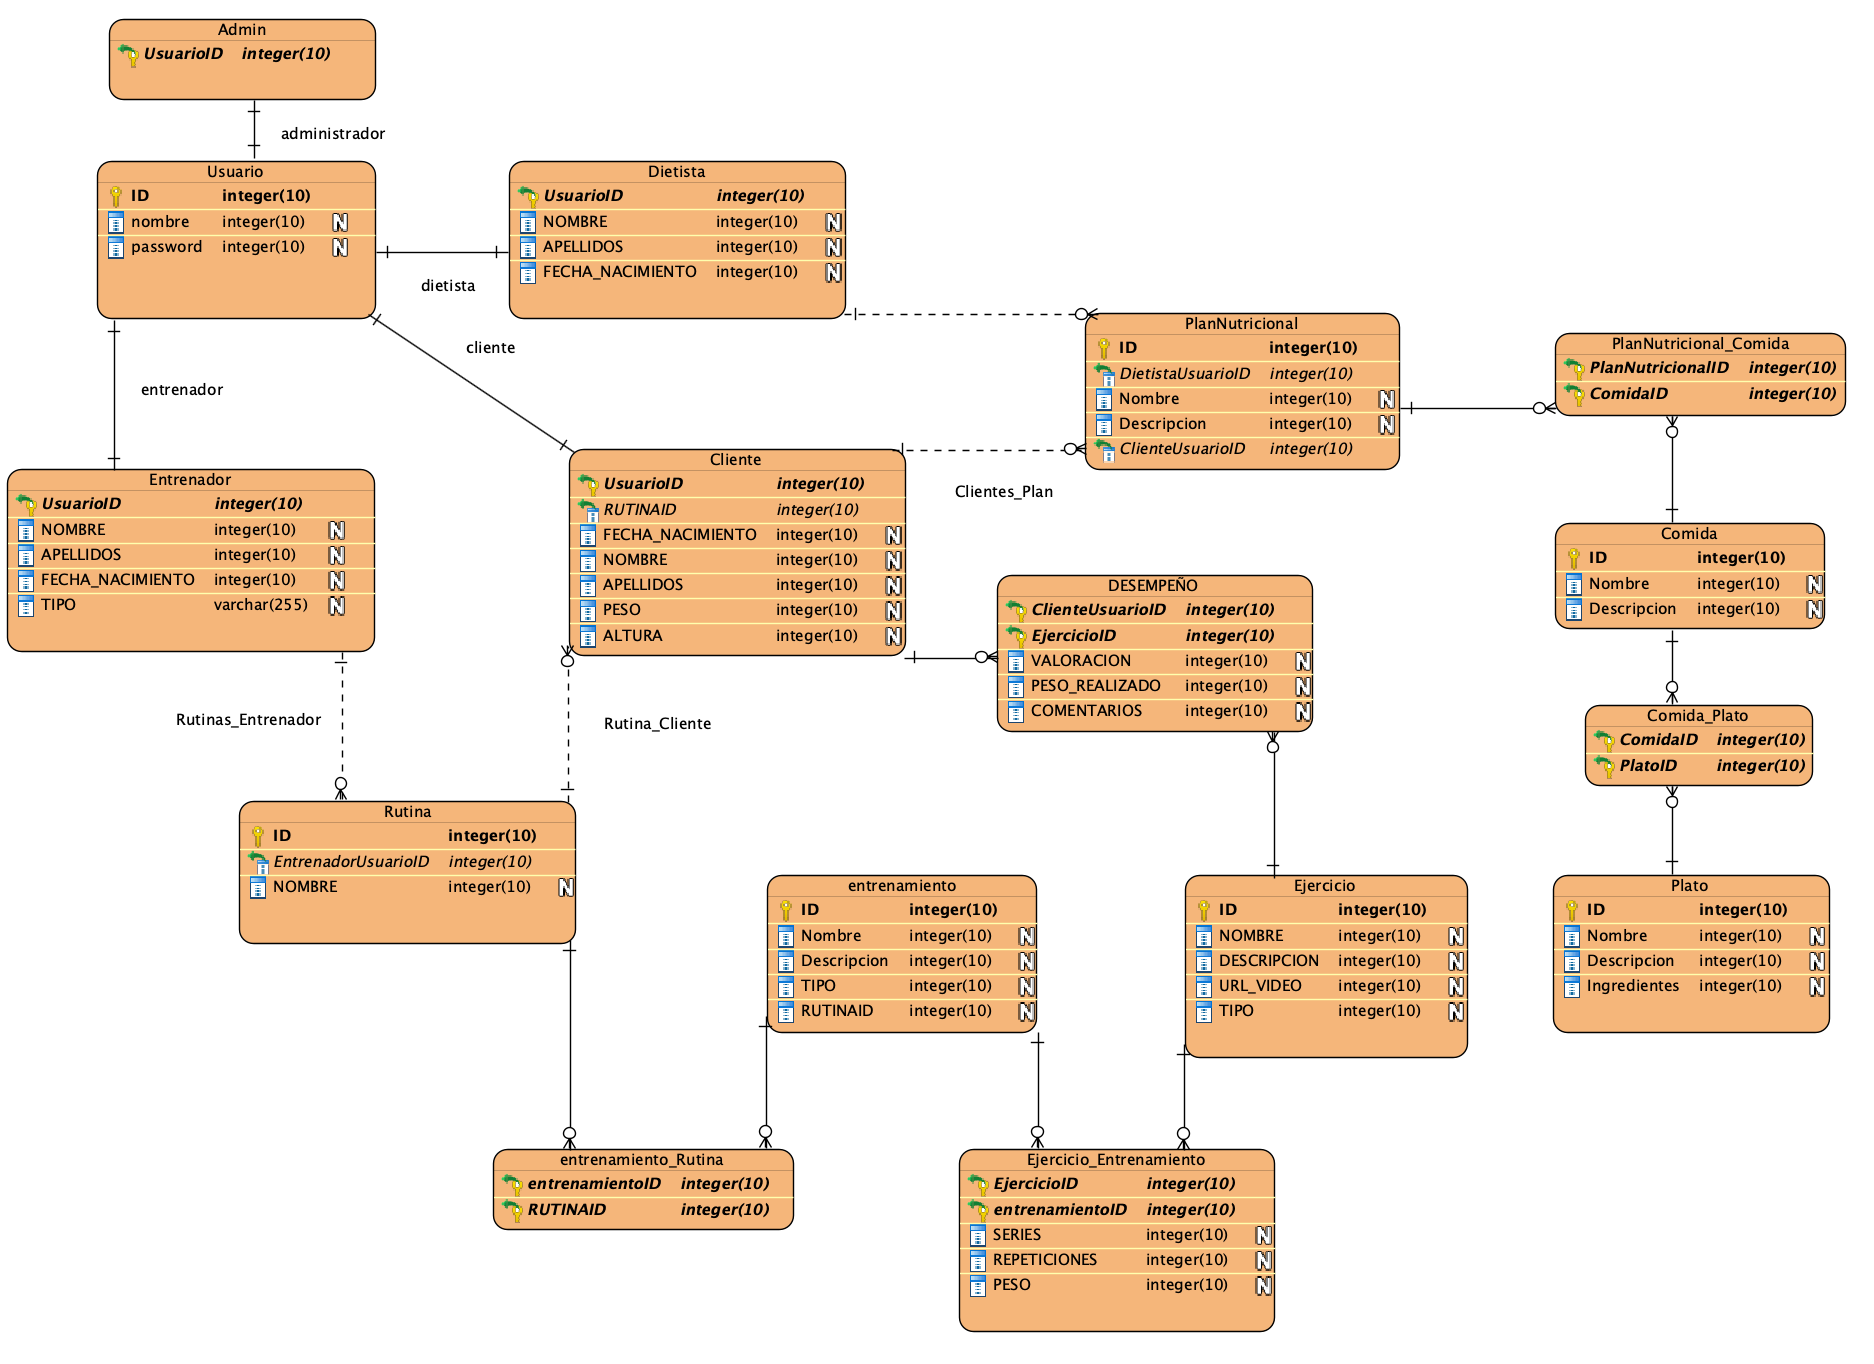 Admin
UsuarioID integer(10)
administrador
Usuario
ID integer(10)
nombre integer(10) N
password integer(10) N
Dietista
UsuarioID integer(10)
NOMBRE integer(10) N
APELLIDOS integer(10) N
FECHA_NACIMIENTO integer(10) N
dietista
cliente
entrenador
PlanNutricional
ID integer(10)
DietistaUsuarioID integer(10)
Nombre integer(10) N
Descripcion integer(10) N
ClienteUsuarioID integer(10)
PlanNutricional_Comida
PlanNutricionalID integer(10)
ComidaID integer(10)
Entrenador
UsuarioID integer(10)
NOMBRE integer(10) N
APELLIDOS integer(10) N
FECHA_NACIMIENTO integer(10) N
TIPO varchar(255) N
Cliente
UsuarioID integer(10)
RUTINAID integer(10)
FECHA_NACIMIENTO integer(10) N
NOMBRE integer(10) N
APELLIDOS integer(10) N
PESO integer(10) N
ALTURA integer(10) N
Clientes_Plan
Comida
ID integer(10)
Nombre integer(10) N
Descripcion integer(10) N
DESEMPEÑO
ClienteUsuarioID integer(10)
EjercicioID integer(10)
VALORACION integer(10) N
PESO_REALIZADO integer(10) N
COMENTARIOS integer(10) N
Rutinas_Entrenador
Rutina_Cliente
Comida_Plato
ComidaID integer(10)
PlatoID integer(10)
Rutina
ID integer(10)
EntrenadorUsuarioID integer(10)
NOMBRE integer(10) N
entrenamiento
ID integer(10)
Nombre integer(10) N
Descripcion integer(10) N
TIPO integer(10) N
RUTINAID integer(10) N
Ejercicio
ID integer(10)
NOMBRE integer(10) N
DESCRIPCION integer(10) N
URL_VIDEO integer(10) N
TIPO integer(10) N
Plato
ID integer(10)
Nombre integer(10) N
Descripcion integer(10) N
Ingredientes integer(10) N
entrenamiento_Rutina
entrenamientoID integer(10)
RUTINAID integer(10)
Ejercicio_Entrenamiento
EjercicioID integer(10)
entrenamientoID integer(10)
SERIES integer(10) N
REPETICIONES integer(10) N
PESO integer(10) N